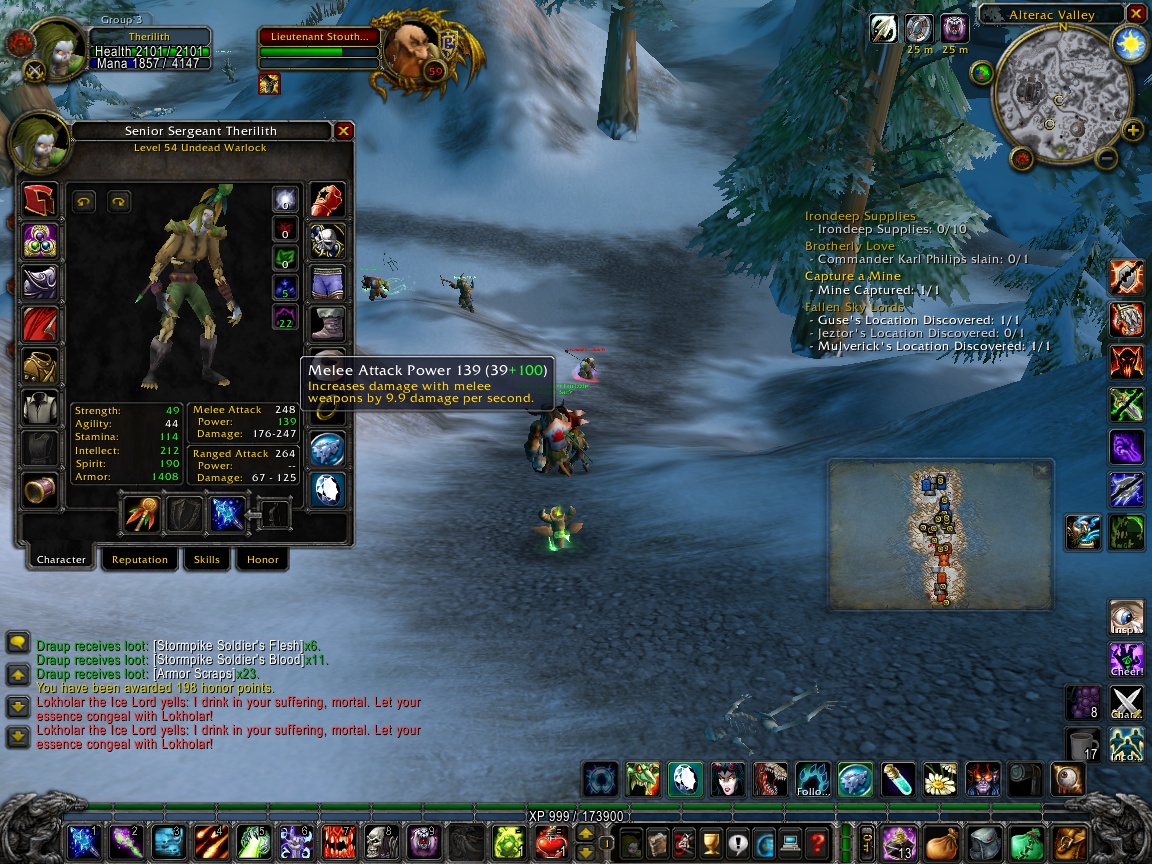 Group 3
Therilith
Health 2101 / 2101
Mana 1857 / 4147
Lieutenant Stouth...
59
25 m
25 m
Alterac Valley
N
Senior Sergeant Therilith
Level 54 Undead Warlock
0
0
0
5
22
Irondeep Supplies
- Irondeep Supplies: 0/10
Brotherly Love
- Commander Karl Philips slain: 0/1
Capture a Mine
- Mine Captured: 1/1
Fallen Sky Lords
- Guse's Location Discovered: 1/1
- Jeztor's Location Discovered: 0/1
- Mulverick's Location Discovered: 1/1
Melee Attack Power 139 (39+100)
Increases damage with melee
weapons by 9.9 damage per second.
Strength: 49
Agility: 44
Stamina: 114
Intellect: 212
Spirit: 190
Armor: 1408
Melee Attack 248
Power: 139
Damage: 176-247
Ranged Attack 264
Power: --
Damage: 67 - 125
Character
Reputation
Skills
Honor
Draup receives loot: [Stormpike Soldier's Flesh]x6.
Draup receives loot: [Stormpike Soldier's Blood]x11.
Draup receives loot: [Armor Scraps]x23.
You have been awarded 198 honor points.
Lokholar the Ice Lord yells: I drink in your suffering, mortal. Let your
essence congeal with Lokholar!
Lokholar the Ice Lord yells: I drink in your suffering, mortal. Let your
essence congeal with Lokholar!
Insp
Cheer!
8
Char...
17
Inco...
Follo...
XP 999 / 173900
1
2
3
4
5
6
7
8
9
1
13